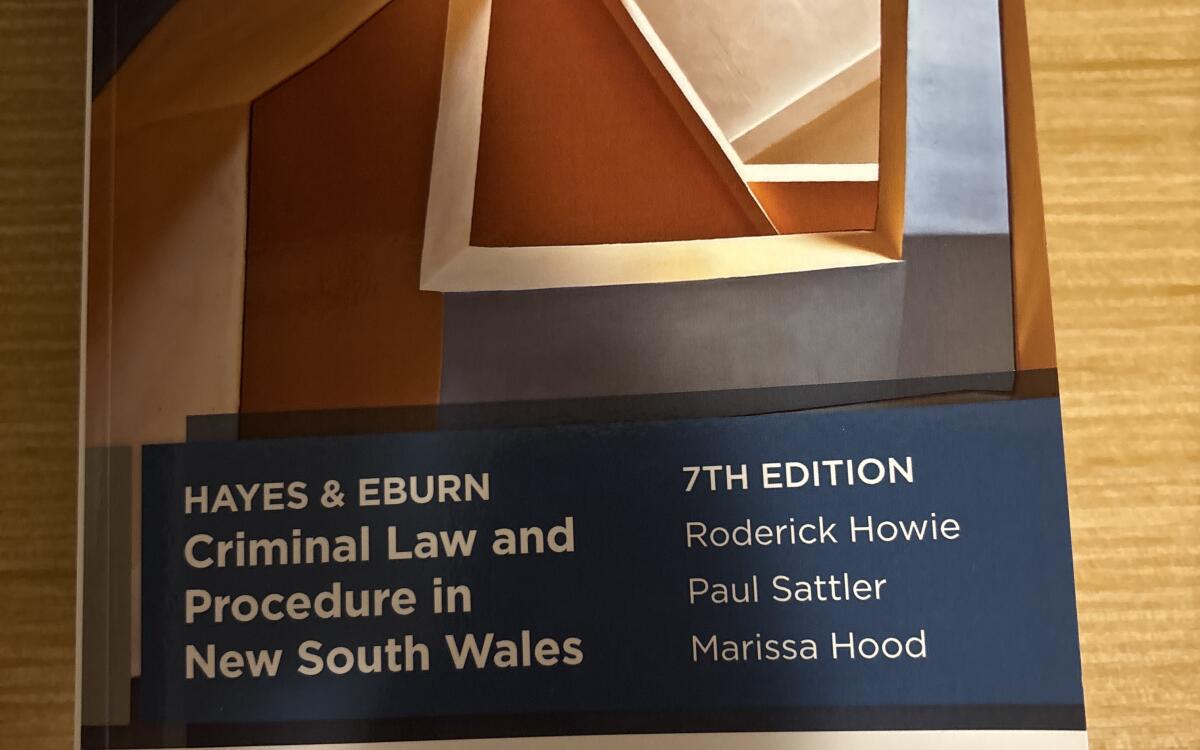 HAYES & EBURN
Criminal Law and
Procedure in
New South Wales
7TH EDITION
Roderick Howie
Paul Sattler
Marissa Hood